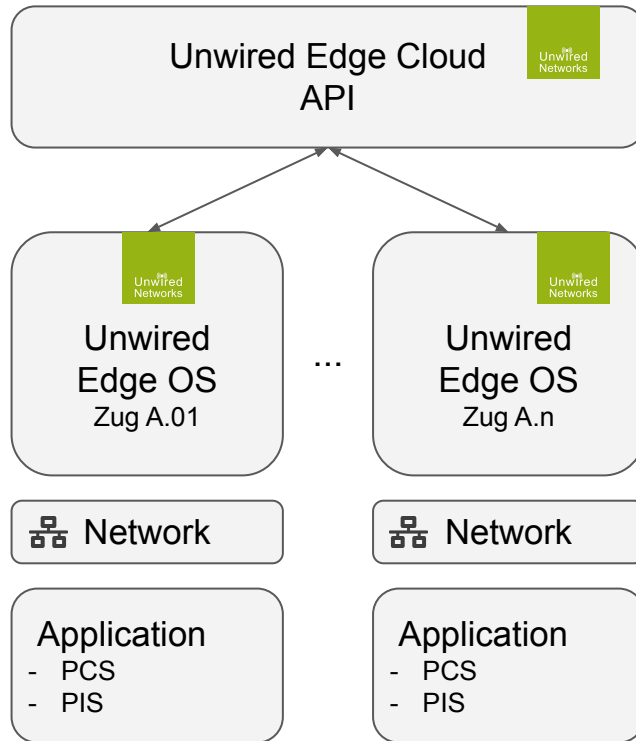 Unwired Edge Cloud
API
Unwired
Networks
Unwired
Networks
Unwired
Edge OS
Zug A.01
...
Unwired
Networks
Unwired
Edge OS
Zug A.n
Network
Network
Application
- PCS
- PIS
Application
- PCS
- PIS